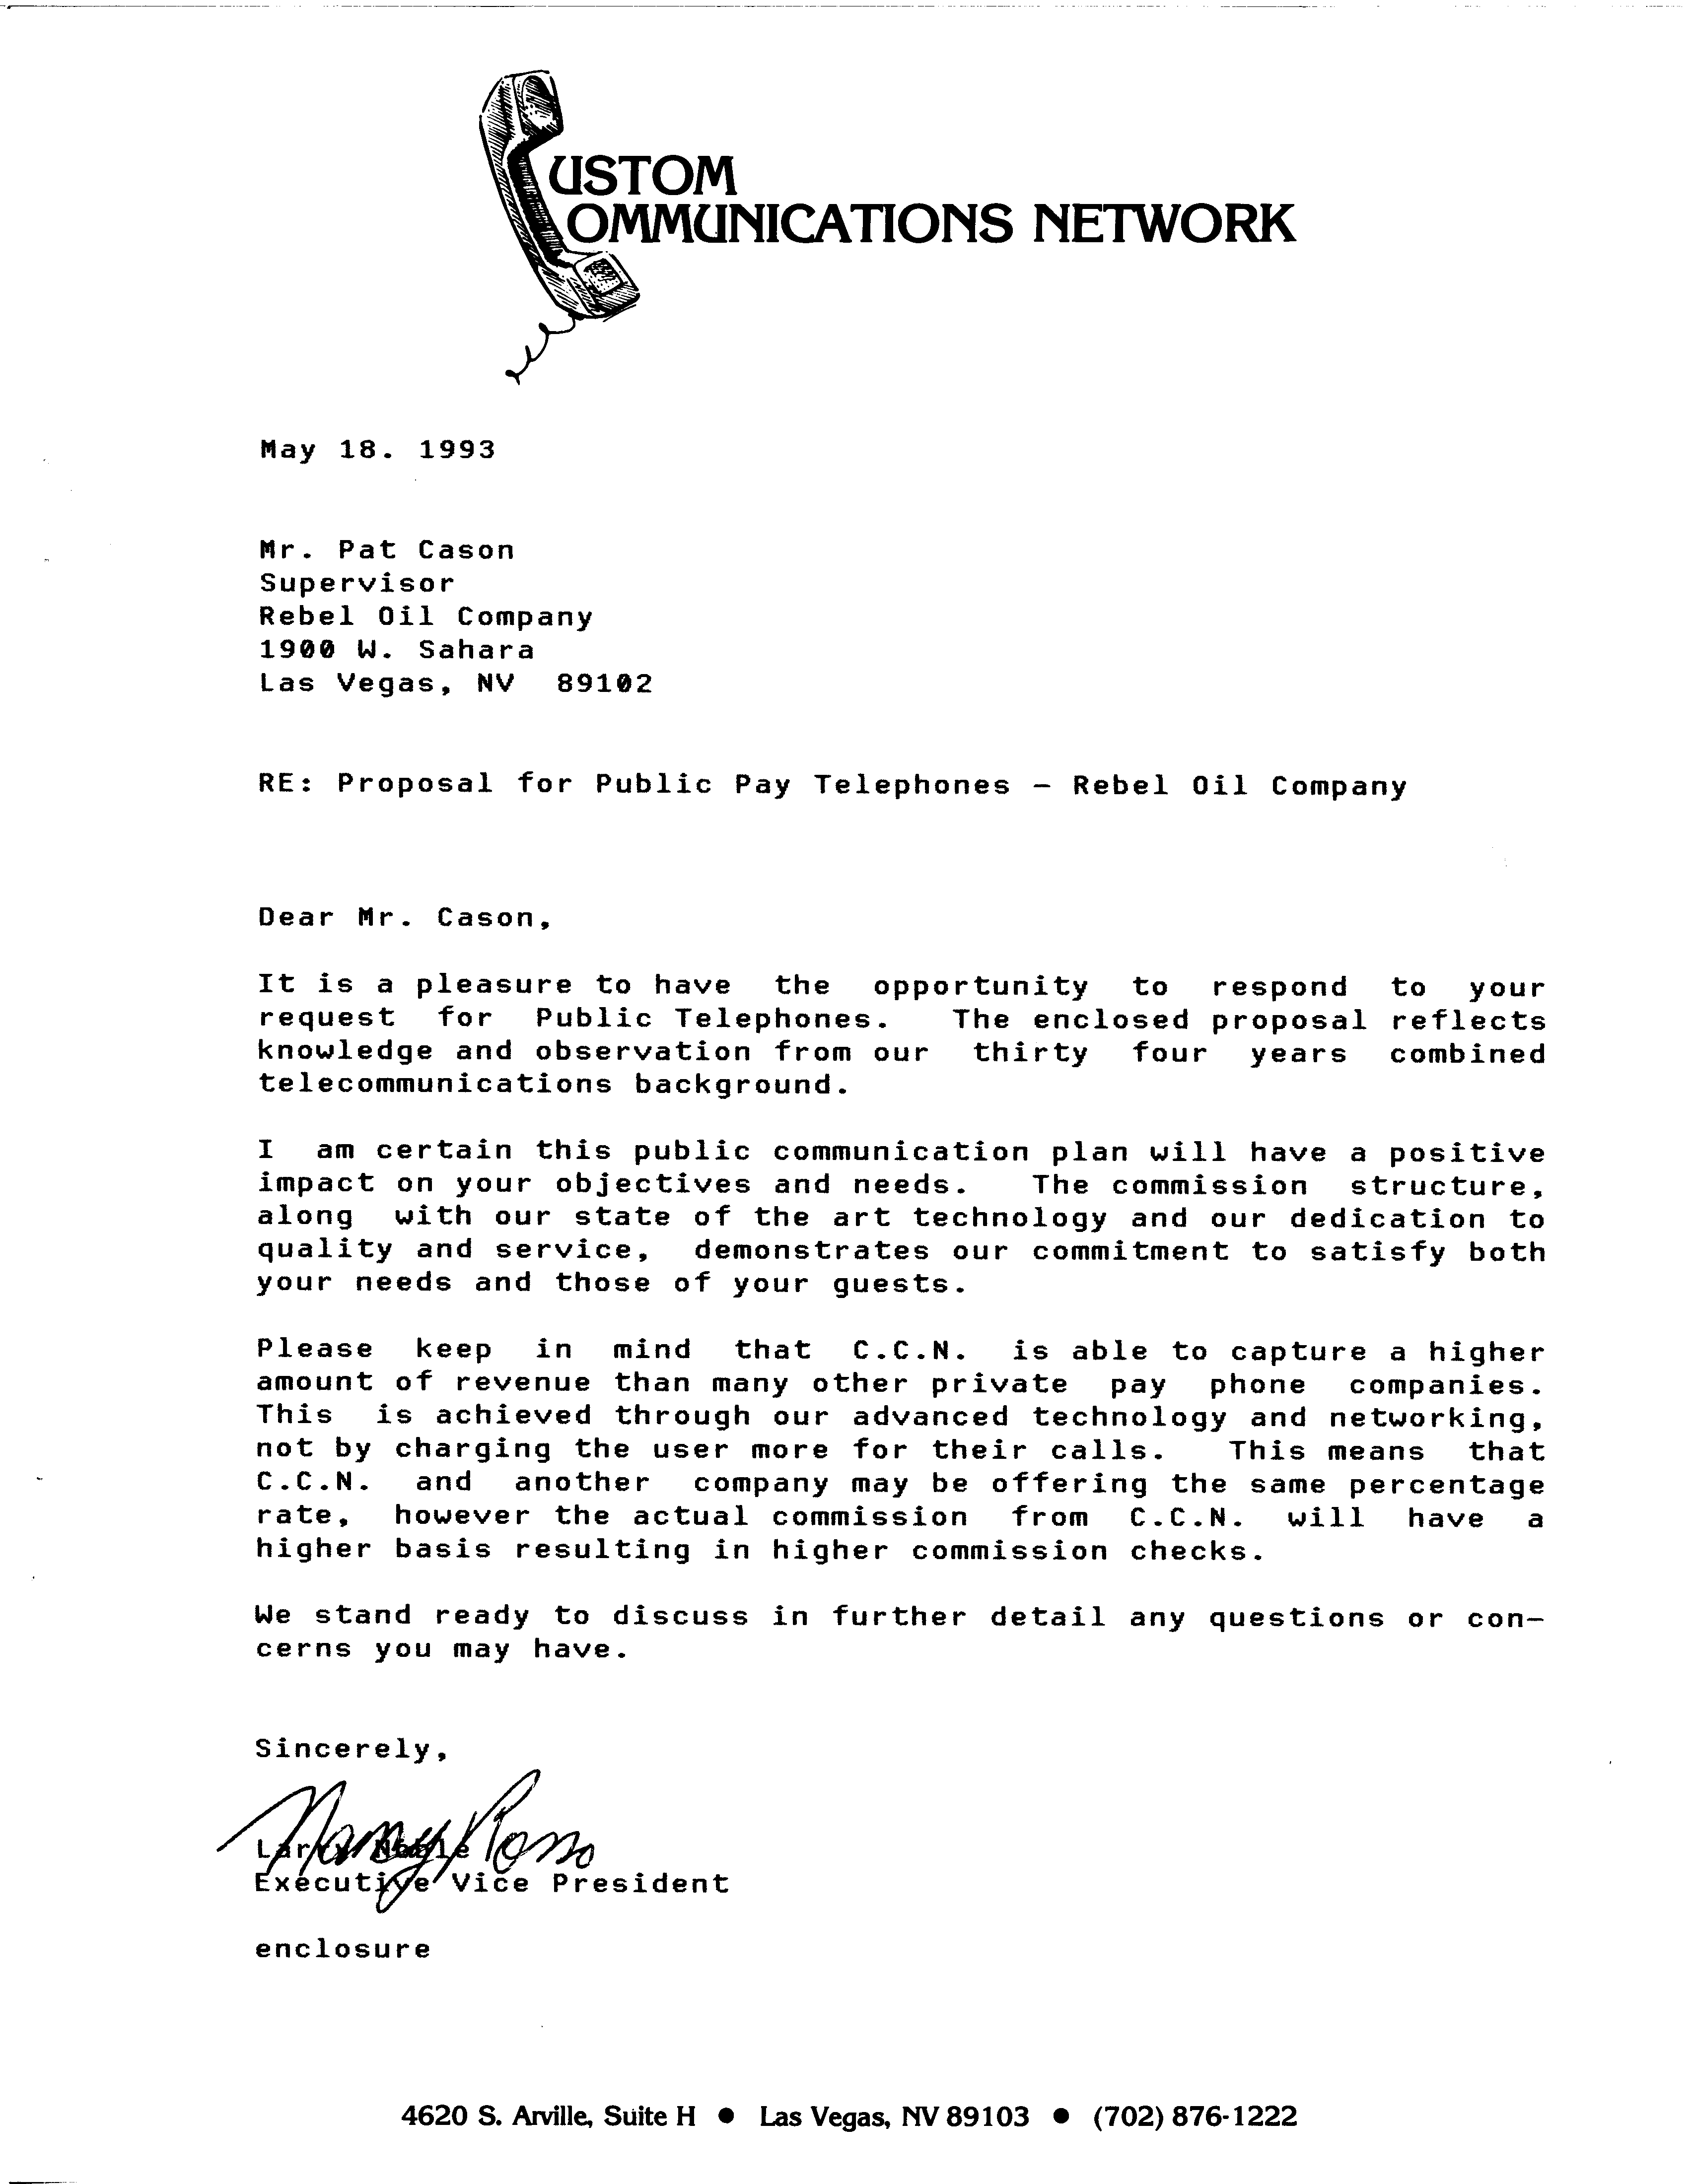 USTOM
OMMUNICATIONS NETWORK
May 18. 1993
Mr. Pat Cason
Supervisor
Rebel Oil Company
1900 W. Sahara
Las Vegas, NV  89102
RE: Proposal for Public Pay Telephones - Rebel Oil Company
Dear Mr. Cason,
It is a pleasure to have the opportunity to respond to your
request for Public Telephones.  The enclosed proposal reflects
knowledge and observation from our thirty four years combined
telecommunications background.
I am certain this public communication plan will have a positive
impact on your objectives and needs.  The commission structure,
along with our state of the art technology and our dedication to
quality and service, demonstrates our commitment to satisfy both
your needs and those of your guests.
Please keep in mind that C.C.N. is able to capture a higher
amount of revenue than many other private pay phone companies.
This is achieved through our advanced technology and networking,
not by charging the user more for their calls.  This means that
C.C.N. and another company may be offering the same percentage
rate, however the actual commission from C.C.N. will have a
higher basis resulting in higher commission checks.
We stand ready to discuss in further detail any questions or con-
cerns you may have.
Sincerely,
Larry Noble
Executive Vice President
enclosure
4620 S. Arville, Suite H ● Las Vegas, NV 89103 ● (702) 876-1222